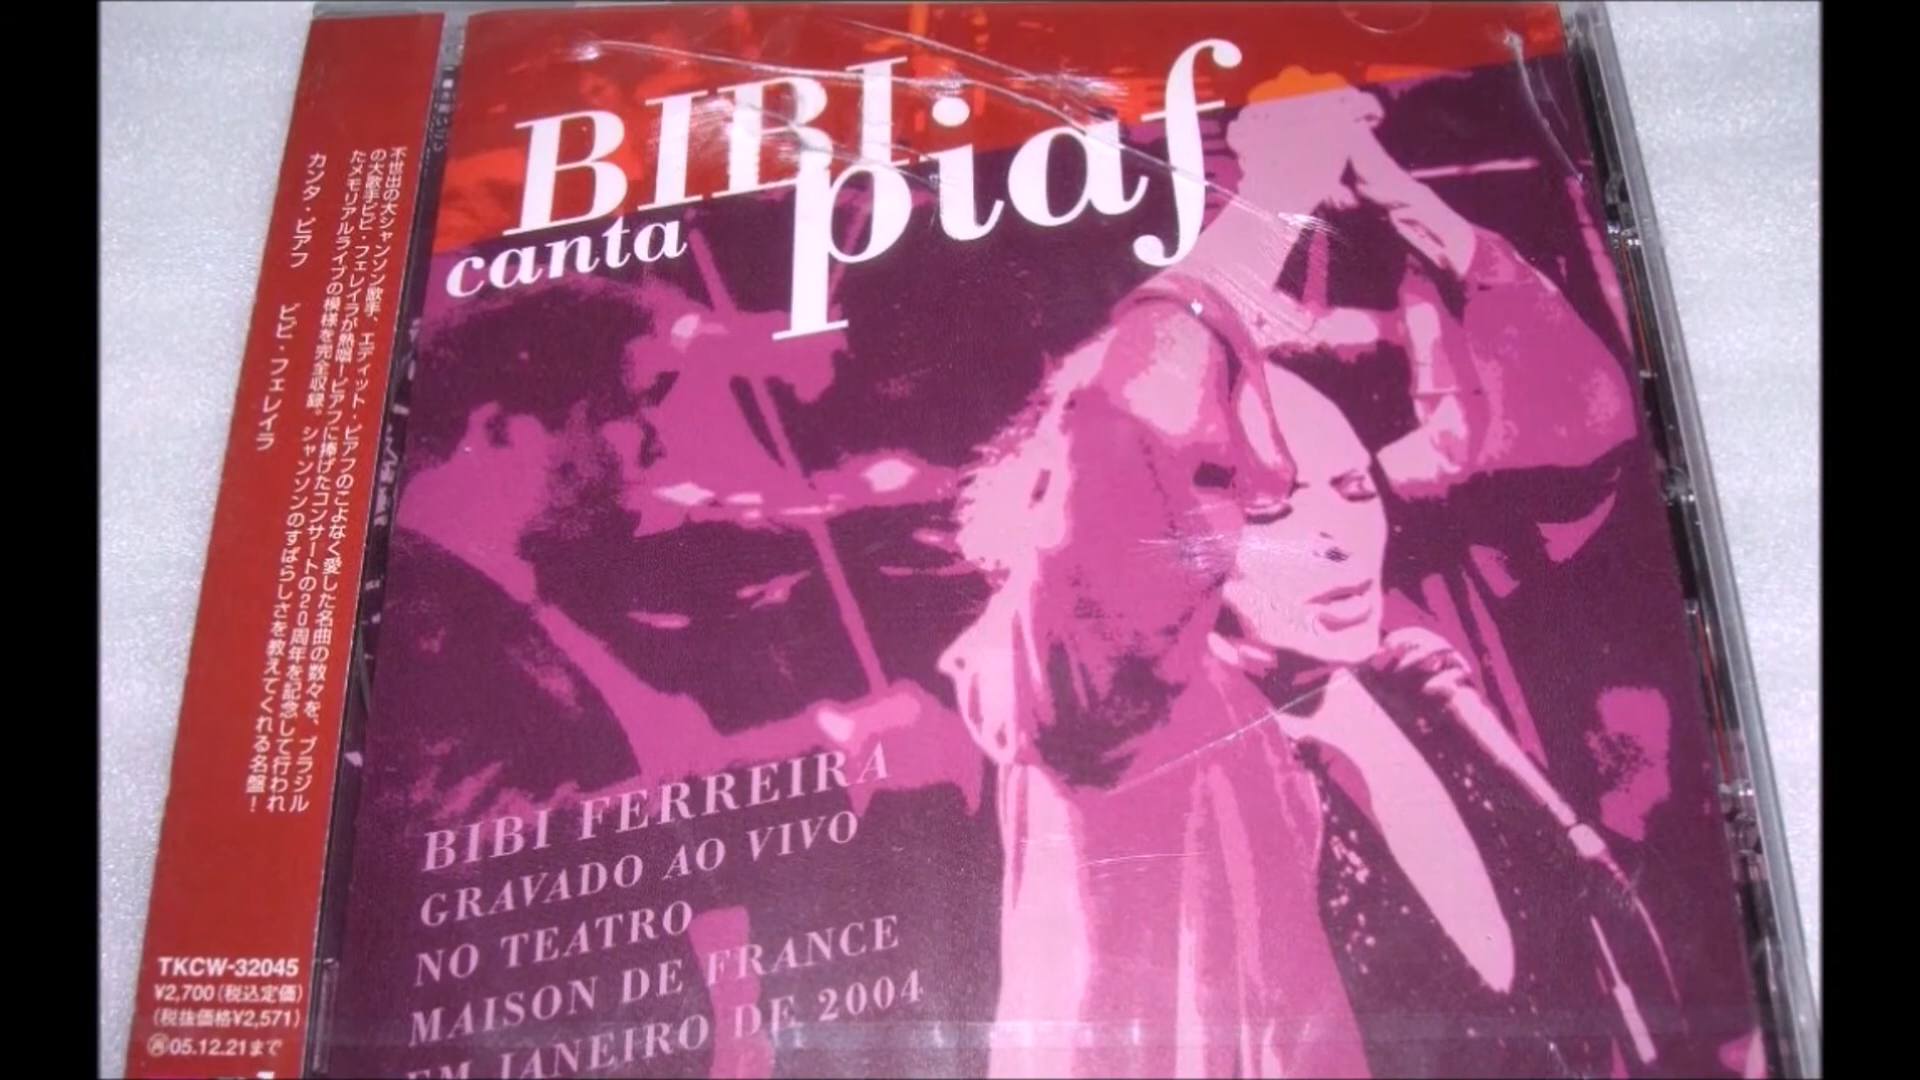 BIBI
canta piaf
BIBI FERREIRA
GRAVADO AO VIVO
NO TEATRO
MAISON DE FRANCE
EM JANEIRO DE 2004
不世出の大シャンソン歌手、エディット・ピアフのこよなく愛した名曲の数々を、ブラジル
の大歌手ビビ・フェレイラが熱唱!ピアフに捧げたコンサートの20周年を記念して行われ
たメモリアルライブの模様を完全収録。シャンソンのすばらしさを教えてくれる名盤!
カンタ・ピアフ ビビ・フェレイラ
TKCW-32045
¥2,700(税込定価)
(税抜価格¥2,571)
再05.12.21まで